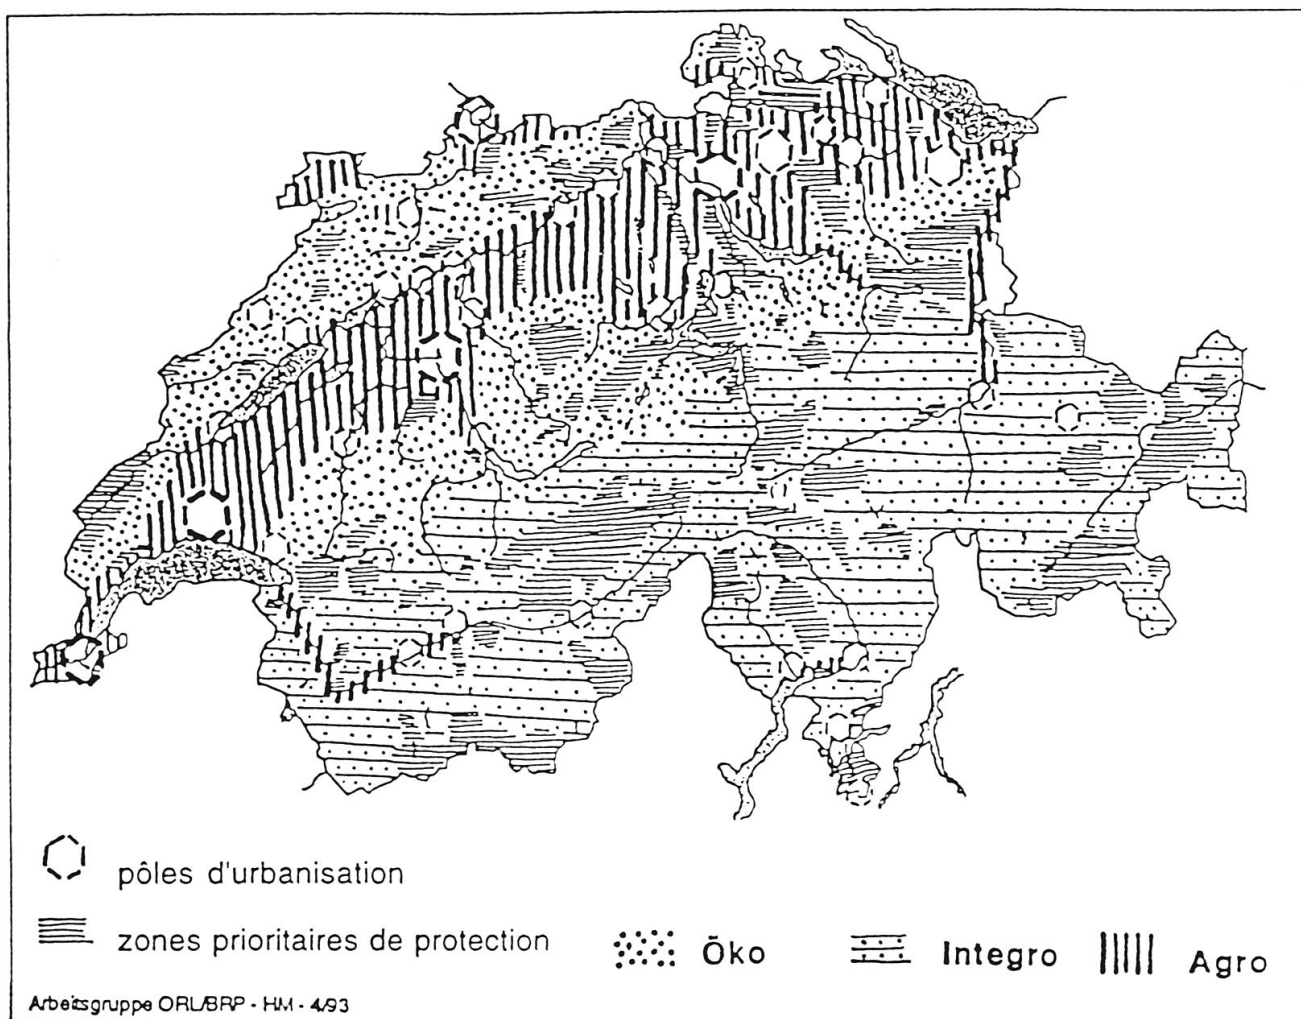 pôles d'urbanisation
zones prioritaires de protection
Öko
Integro
Agro
Arbeitsgruppe ORL/BRP - HM - 4/93